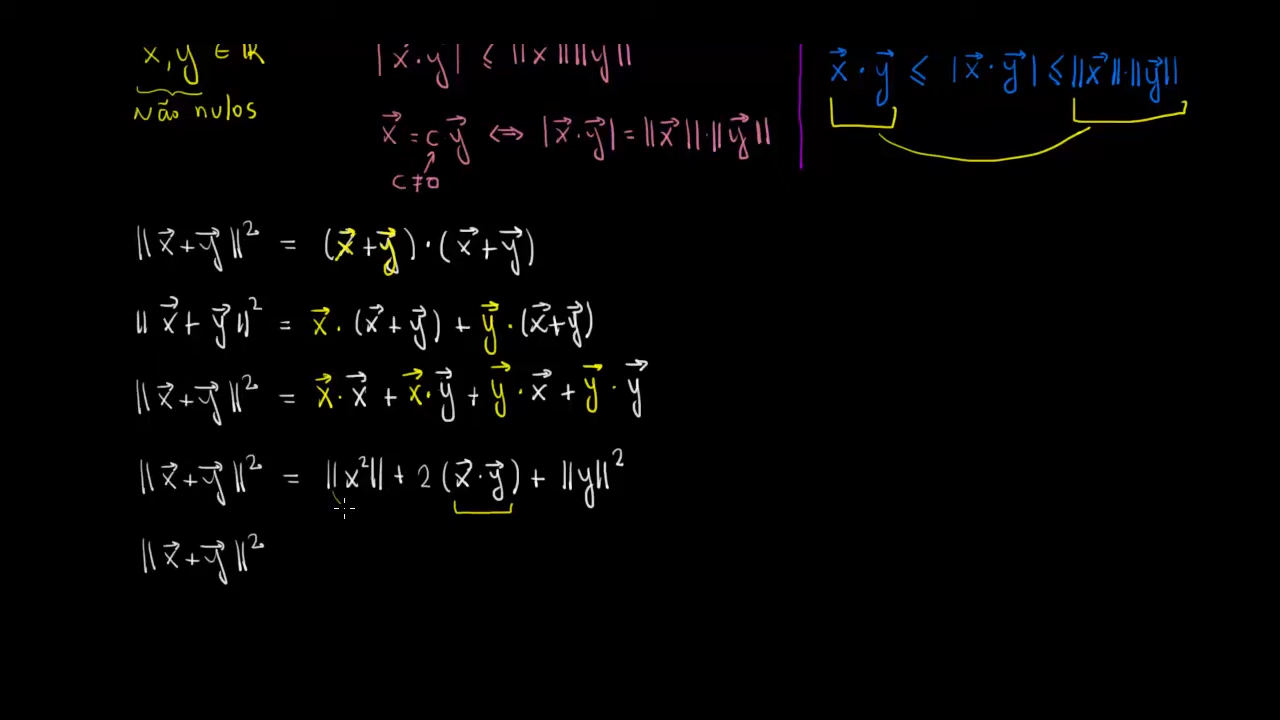 x, y ∈ ℝ
Não nulos
|x⃗ · y⃗| ≤ ||x|| ||y||
x⃗ = c y⃗ ⇔ |x⃗ · y⃗| = ||x⃗|| · ||y⃗||
c ≠ 0
x⃗ · y⃗ ≤ |x⃗ · y⃗| ≤ ||x⃗|| · ||y⃗||
||x⃗ + y⃗||² = (x⃗ + y⃗) · (x⃗ + y⃗)
||x⃗ + y⃗||² = x⃗ · (x⃗ + y⃗) + y⃗ · (x⃗ + y⃗)
||x⃗ + y⃗||² = x⃗ · x⃗ + x⃗ · y⃗ + y⃗ · x⃗ + y⃗ · y⃗
||x⃗ + y⃗||² = ||x²|| + 2 (x⃗ · y⃗) + ||y||²
||x⃗ + y⃗||²